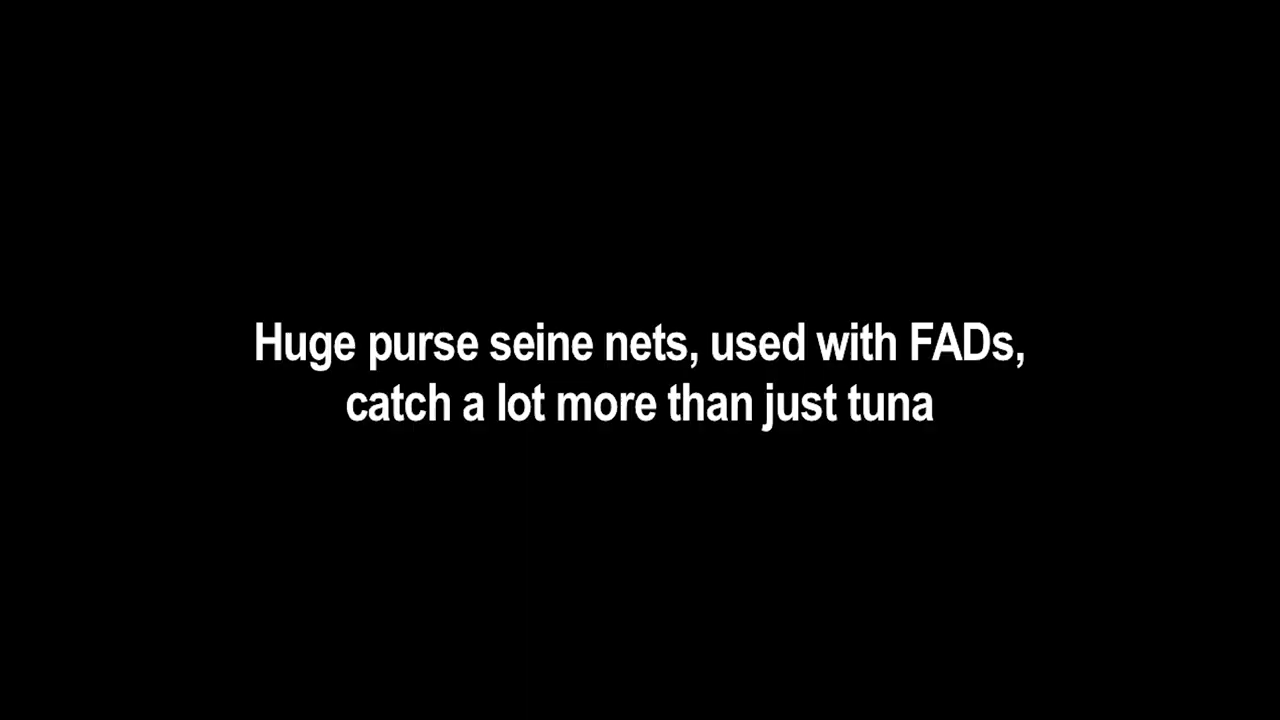 Huge purse seine nets, used with FADs,
catch a lot more than just tuna